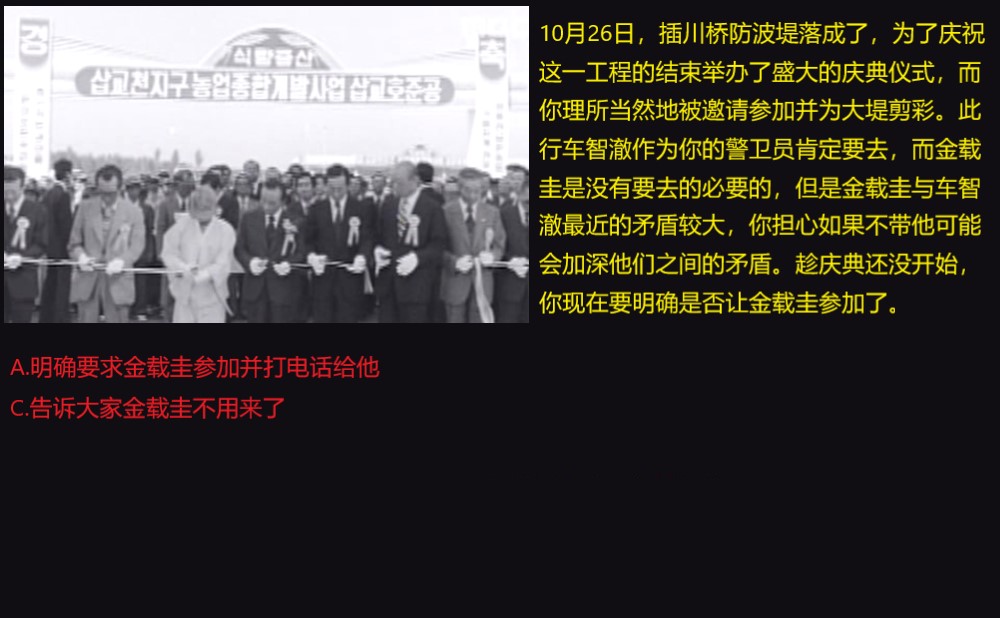 경
축
식량증산
삽교천지구농업종합개발사업 삽교호준공
10月26日，插川桥防波堤落成了，为了庆祝
这一工程的结束举办了盛大的庆典仪式，而
你理所当然地被邀请参加并为大堤剪彩。此
行车智澈作为你的警卫员肯定要去，而金载
圭是没有要去的必要的，但是金载圭与车智
澈最近的矛盾较大，你担心如果不带他可能
会加深他们之间的矛盾。趁庆典还没开始，
你现在要明确是否让金载圭参加了。
A.明确要求金载圭参加并打电话给他
C.告诉大家金载圭不用来了